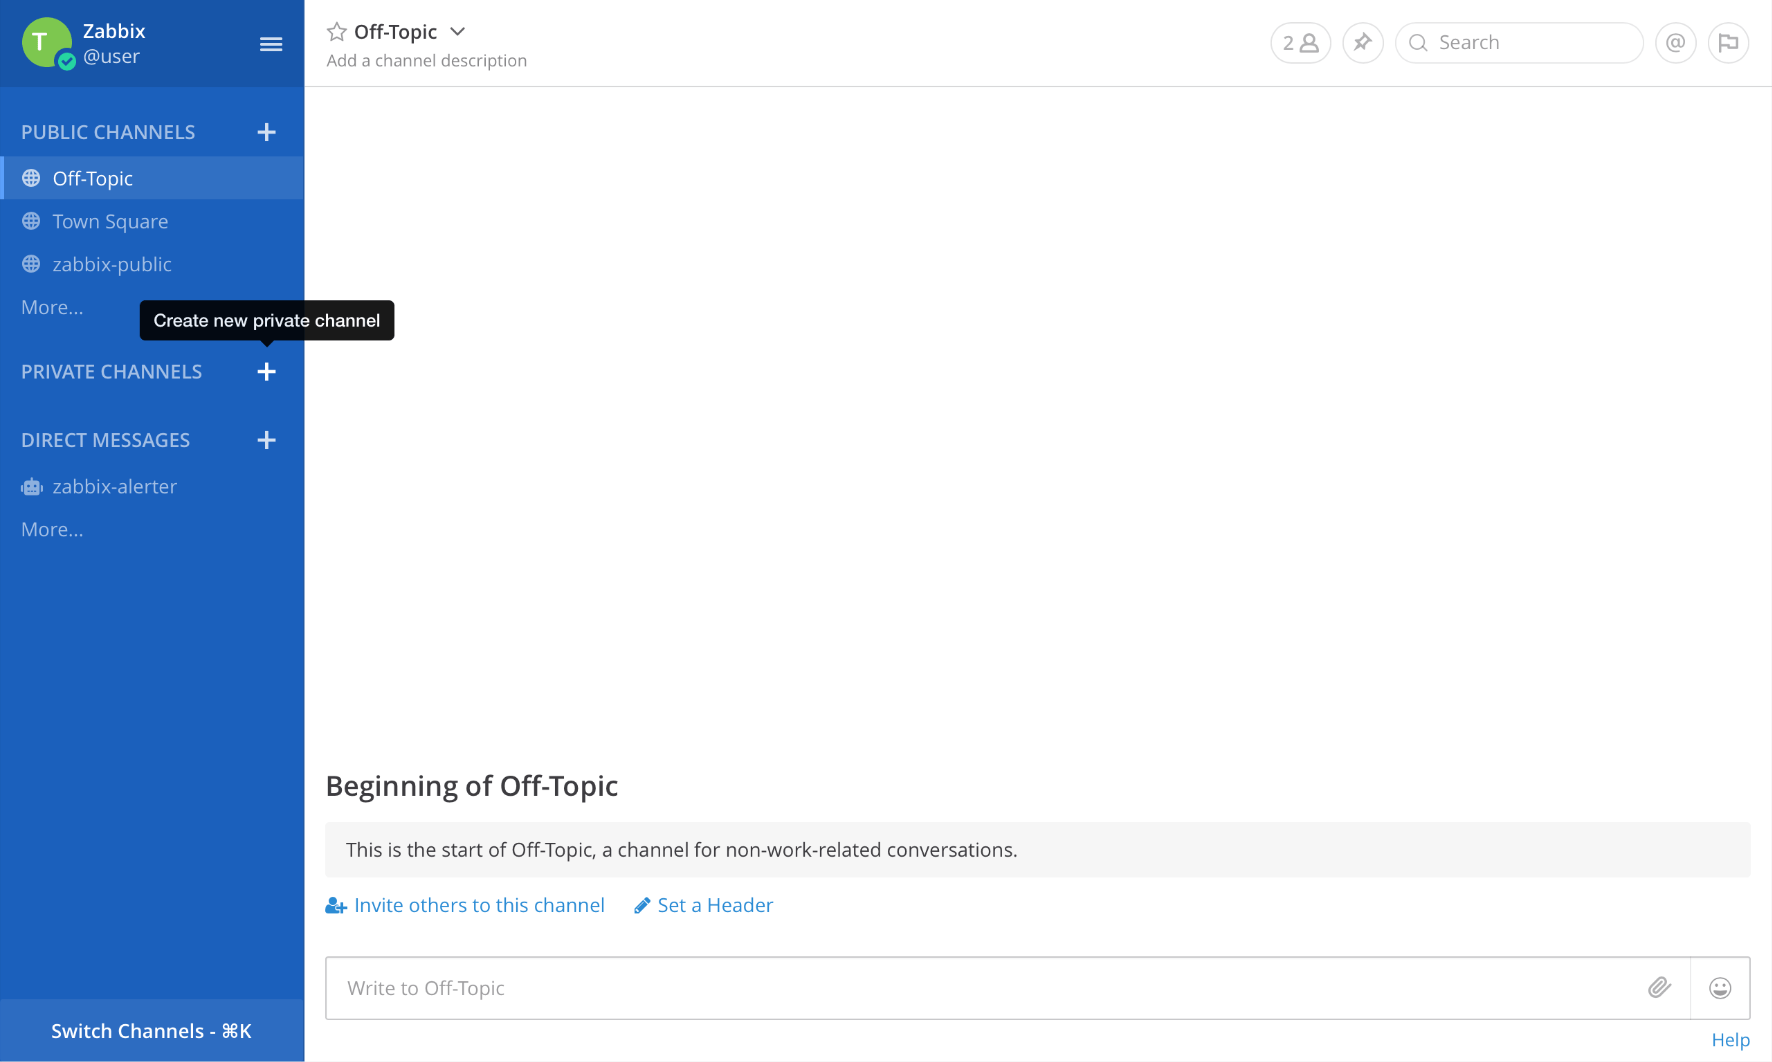 T
Zabbix
@user
PUBLIC CHANNELS
Off-Topic
Town Square
zabbix-public
More...
Create new private channel
PRIVATE CHANNELS
DIRECT MESSAGES
zabbix-alerter
More...
Switch Channels - ⌘K
Off-Topic
Add a channel description
2
Search
@
Beginning of Off-Topic
This is the start of Off-Topic, a channel for non-work-related conversations.
Invite others to this channel
Set a Header
Write to Off-Topic
Help